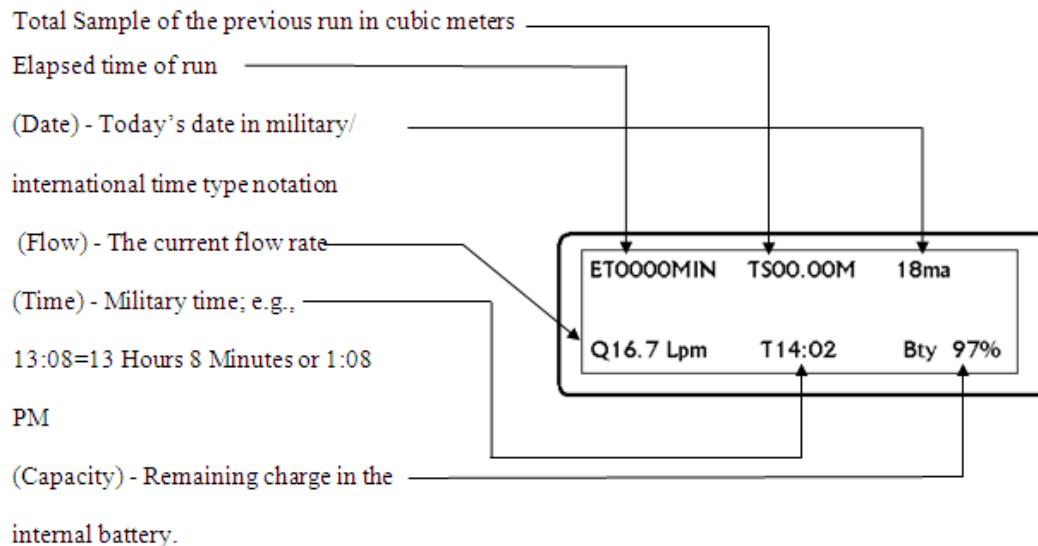 Total Sample of the previous run in cubic meters
Elapsed time of run
(Date) - Today's date in military/
international time type notation
(Flow) - The current flow rate
(Time) - Military time; e.g.,
13:08=13 Hours 8 Minutes or 1:08
PM
(Capacity) - Remaining charge in the
internal battery.
ET0000MIN TS00.00M 18ma
Q16.7 Lpm T14:02 Bty 97%